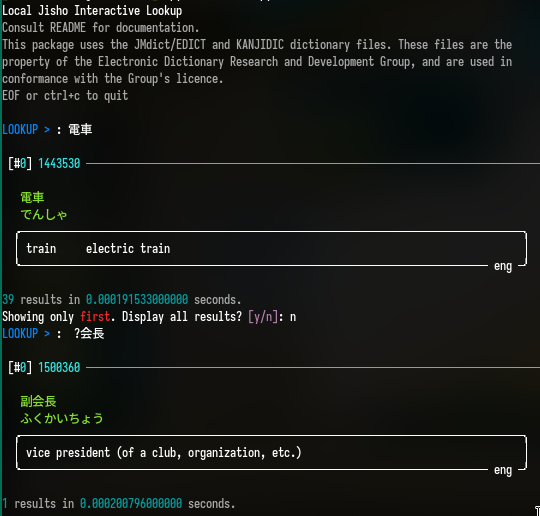 Local Jisho Interactive Lookup
Consult README for documentation.
This package uses the JMdict/EDICT and KANJIDIC dictionary files. These files are the
property of the Electronic Dictionary Research and Development Group, and are used in
conformance with the Group's licence.
EOF or ctrl+c to quit
LOOKUP > : 電車
[#0] 1443530
電車
でんしゃ
train electric train
eng
39 results in 0.000191533000000 seconds.
Showing only first. Display all results? [y/n]: n
LOOKUP > : ?会長
[#0] 1500360
副会長
ふくかいちょう
vice president (of a club, organization, etc.)
eng
1 results in 0.000200796000000 seconds.